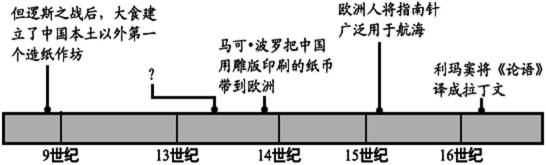 但逻斯之战后，大食建
立了中国本土以外第一
个造纸作坊
?
马可·波罗把中国
用雕版印刷的纸币
带到欧洲
欧洲人将指南针
广泛用于航海
利玛窦将《论语》
译成拉丁文
9世纪
13世纪
14世纪
15世纪
16世纪